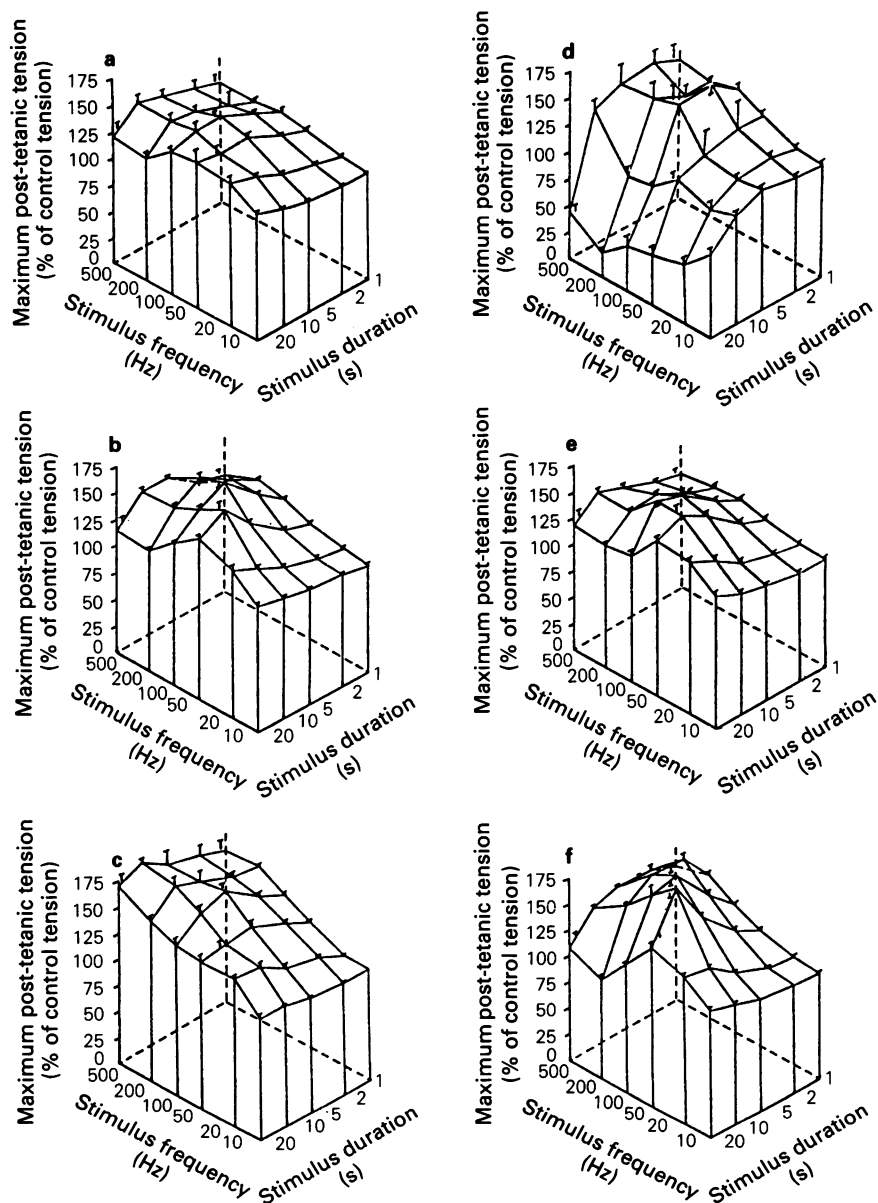 a
Maximum post-tetanic tension
(% of control tension)
175
150
125
100
75
50
25
0
500
200
100
50
20
10
Stimulus frequency
(Hz)
20
10
5
2
1
Stimulus duration
(s)
d
Maximum post-tetanic tension
(% of control tension)
175
150
125
100
75
50
25
0
500
200
100
50
20
10
Stimulus frequency
(Hz)
20
10
5
2
1
Stimulus duration
(s)
b
Maximum post-tetanic tension
(% of control tension)
175
150
125
100
75
50
25
0
500
200
100
50
20
10
Stimulus frequency
(Hz)
20
10
5
2
1
Stimulus duration
(s)
e
Maximum post-tetanic tension
(% of control tension)
175
150
125
100
75
50
25
0
500
200
100
50
20
10
Stimulus frequency
(Hz)
20
10
5
2
1
Stimulus duration
(s)
c
Maximum post-tetanic tension
(% of control tension)
175
150
125
100
75
50
25
0
500
200
100
50
20
10
Stimulus frequency
(Hz)
20
10
5
2
1
Stimulus duration
(s)
f
Maximum post-tetanic tension
(% of control tension)
175
150
125
100
75
50
25
0
500
200
100
50
20
10
Stimulus frequency
(Hz)
20
10
5
2
1
Stimulus duration
(s)